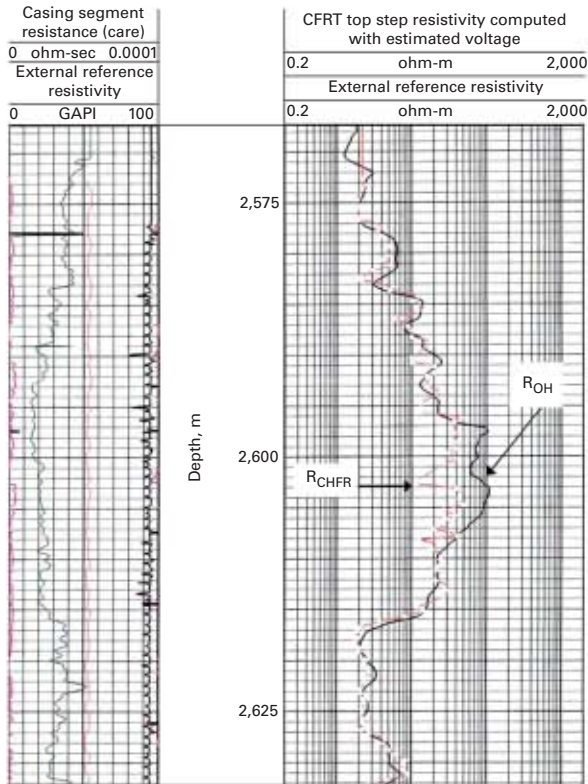 Casing segment
resistance (care)
0 ohm-sec 0.0001
External reference
resistivity
0 GAPI 100
CFRT top step resistivity computed
with estimated voltage
0.2 ohm-m 2,000
External reference resistivity
0.2 ohm-m 2,000
2,575
R_OH
Depth, m
2,600
R_CHFR
2,625